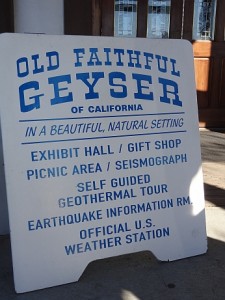 OLD FAITHFUL
GEYSER
OF CALIFORNIA
IN A BEAUTIFUL, NATURAL SETTING
EXHIBIT HALL / GIFT SHOP
PICNIC AREA / SEISMOGRAPH
SELF GUIDED
GEOTHERMAL TOUR
EARTHQUAKE INFORMATION RM.
OFFICIAL U.S.
WEATHER STATION